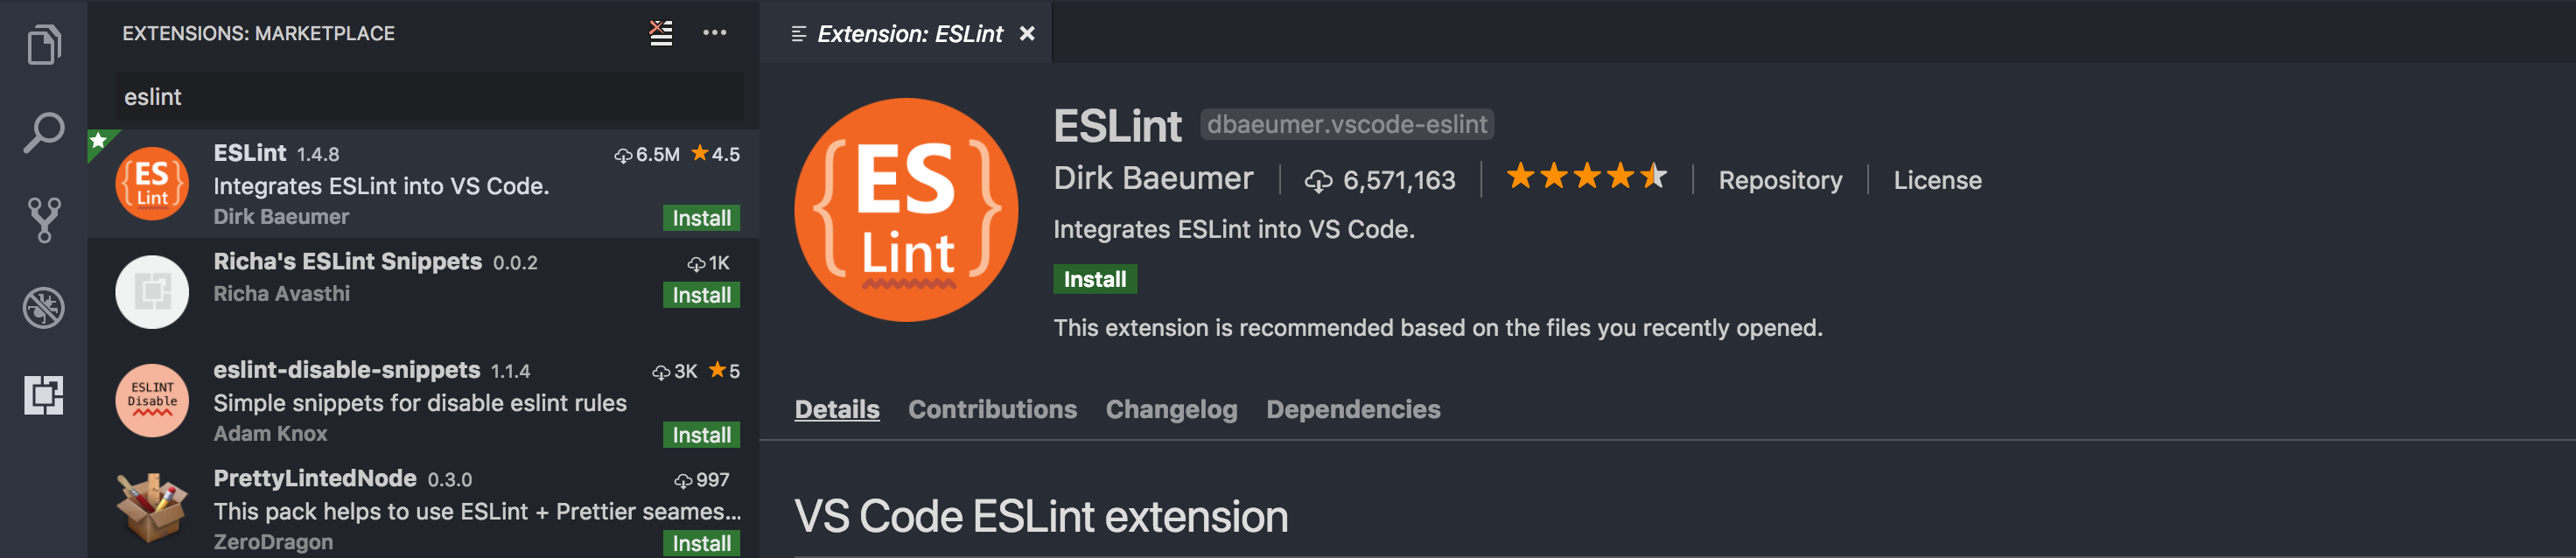 EXTENSIONS: MARKETPLACE
eslint
ESLint 1.4.8 6.5M 4.5
Integrates ESLint into VS Code.
Dirk Baeumer Install
ES
Lint
Richa's ESLint Snippets 0.0.2 1K
Richa Avasthi Install
eslint-disable-snippets 1.1.4 3K 5
Simple snippets for disable eslint rules
Adam Knox Install
ESLINT
Disable
PrettyLintedNode 0.3.0 997
This pack helps to use ESLint + Prettier seames...
ZeroDragon Install
Extension: ESLint
ES
Lint
ESLint dbaeumer.vscode-eslint
Dirk Baeumer 6,571,163 Repository License
Integrates ESLint into VS Code.
Install
This extension is recommended based on the files you recently opened.
Details Contributions Changelog Dependencies
VS Code ESLint extension